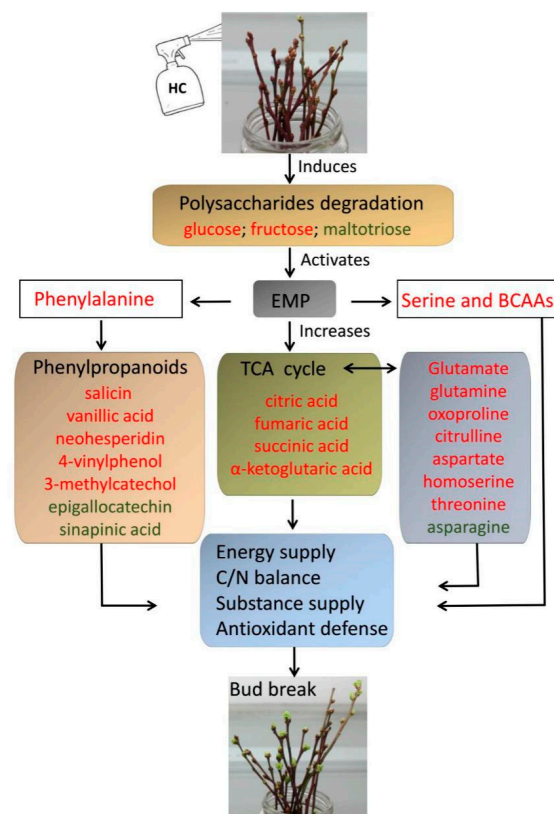 HC
Induces
Polysaccharides degradation
glucose; fructose; maltotriose
Activates
Phenylalanine
EMP
Serine and BCAAs
Increases
Phenylpropanoids
salicin
vanillic acid
neohesperidin
4-vinylphenol
3-methylcatechol
epigallocatechin
sinapinic acid
TCA cycle
citric acid
fumaric acid
succinic acid
α-ketoglutaric acid
Glutamate
glutamine
oxoproline
citrulline
aspartate
homoserine
threonine
asparagine
Energy supply
C/N balance
Substance supply
Antioxidant defense
Bud break